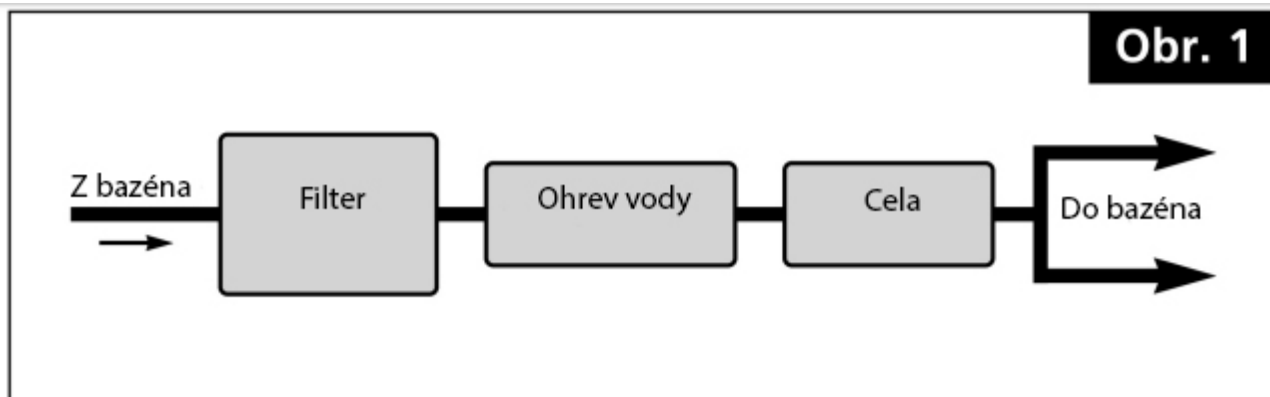 Obr. 1
Z bazéna
Filter
Ohrev vody
Cela
Do bazéna